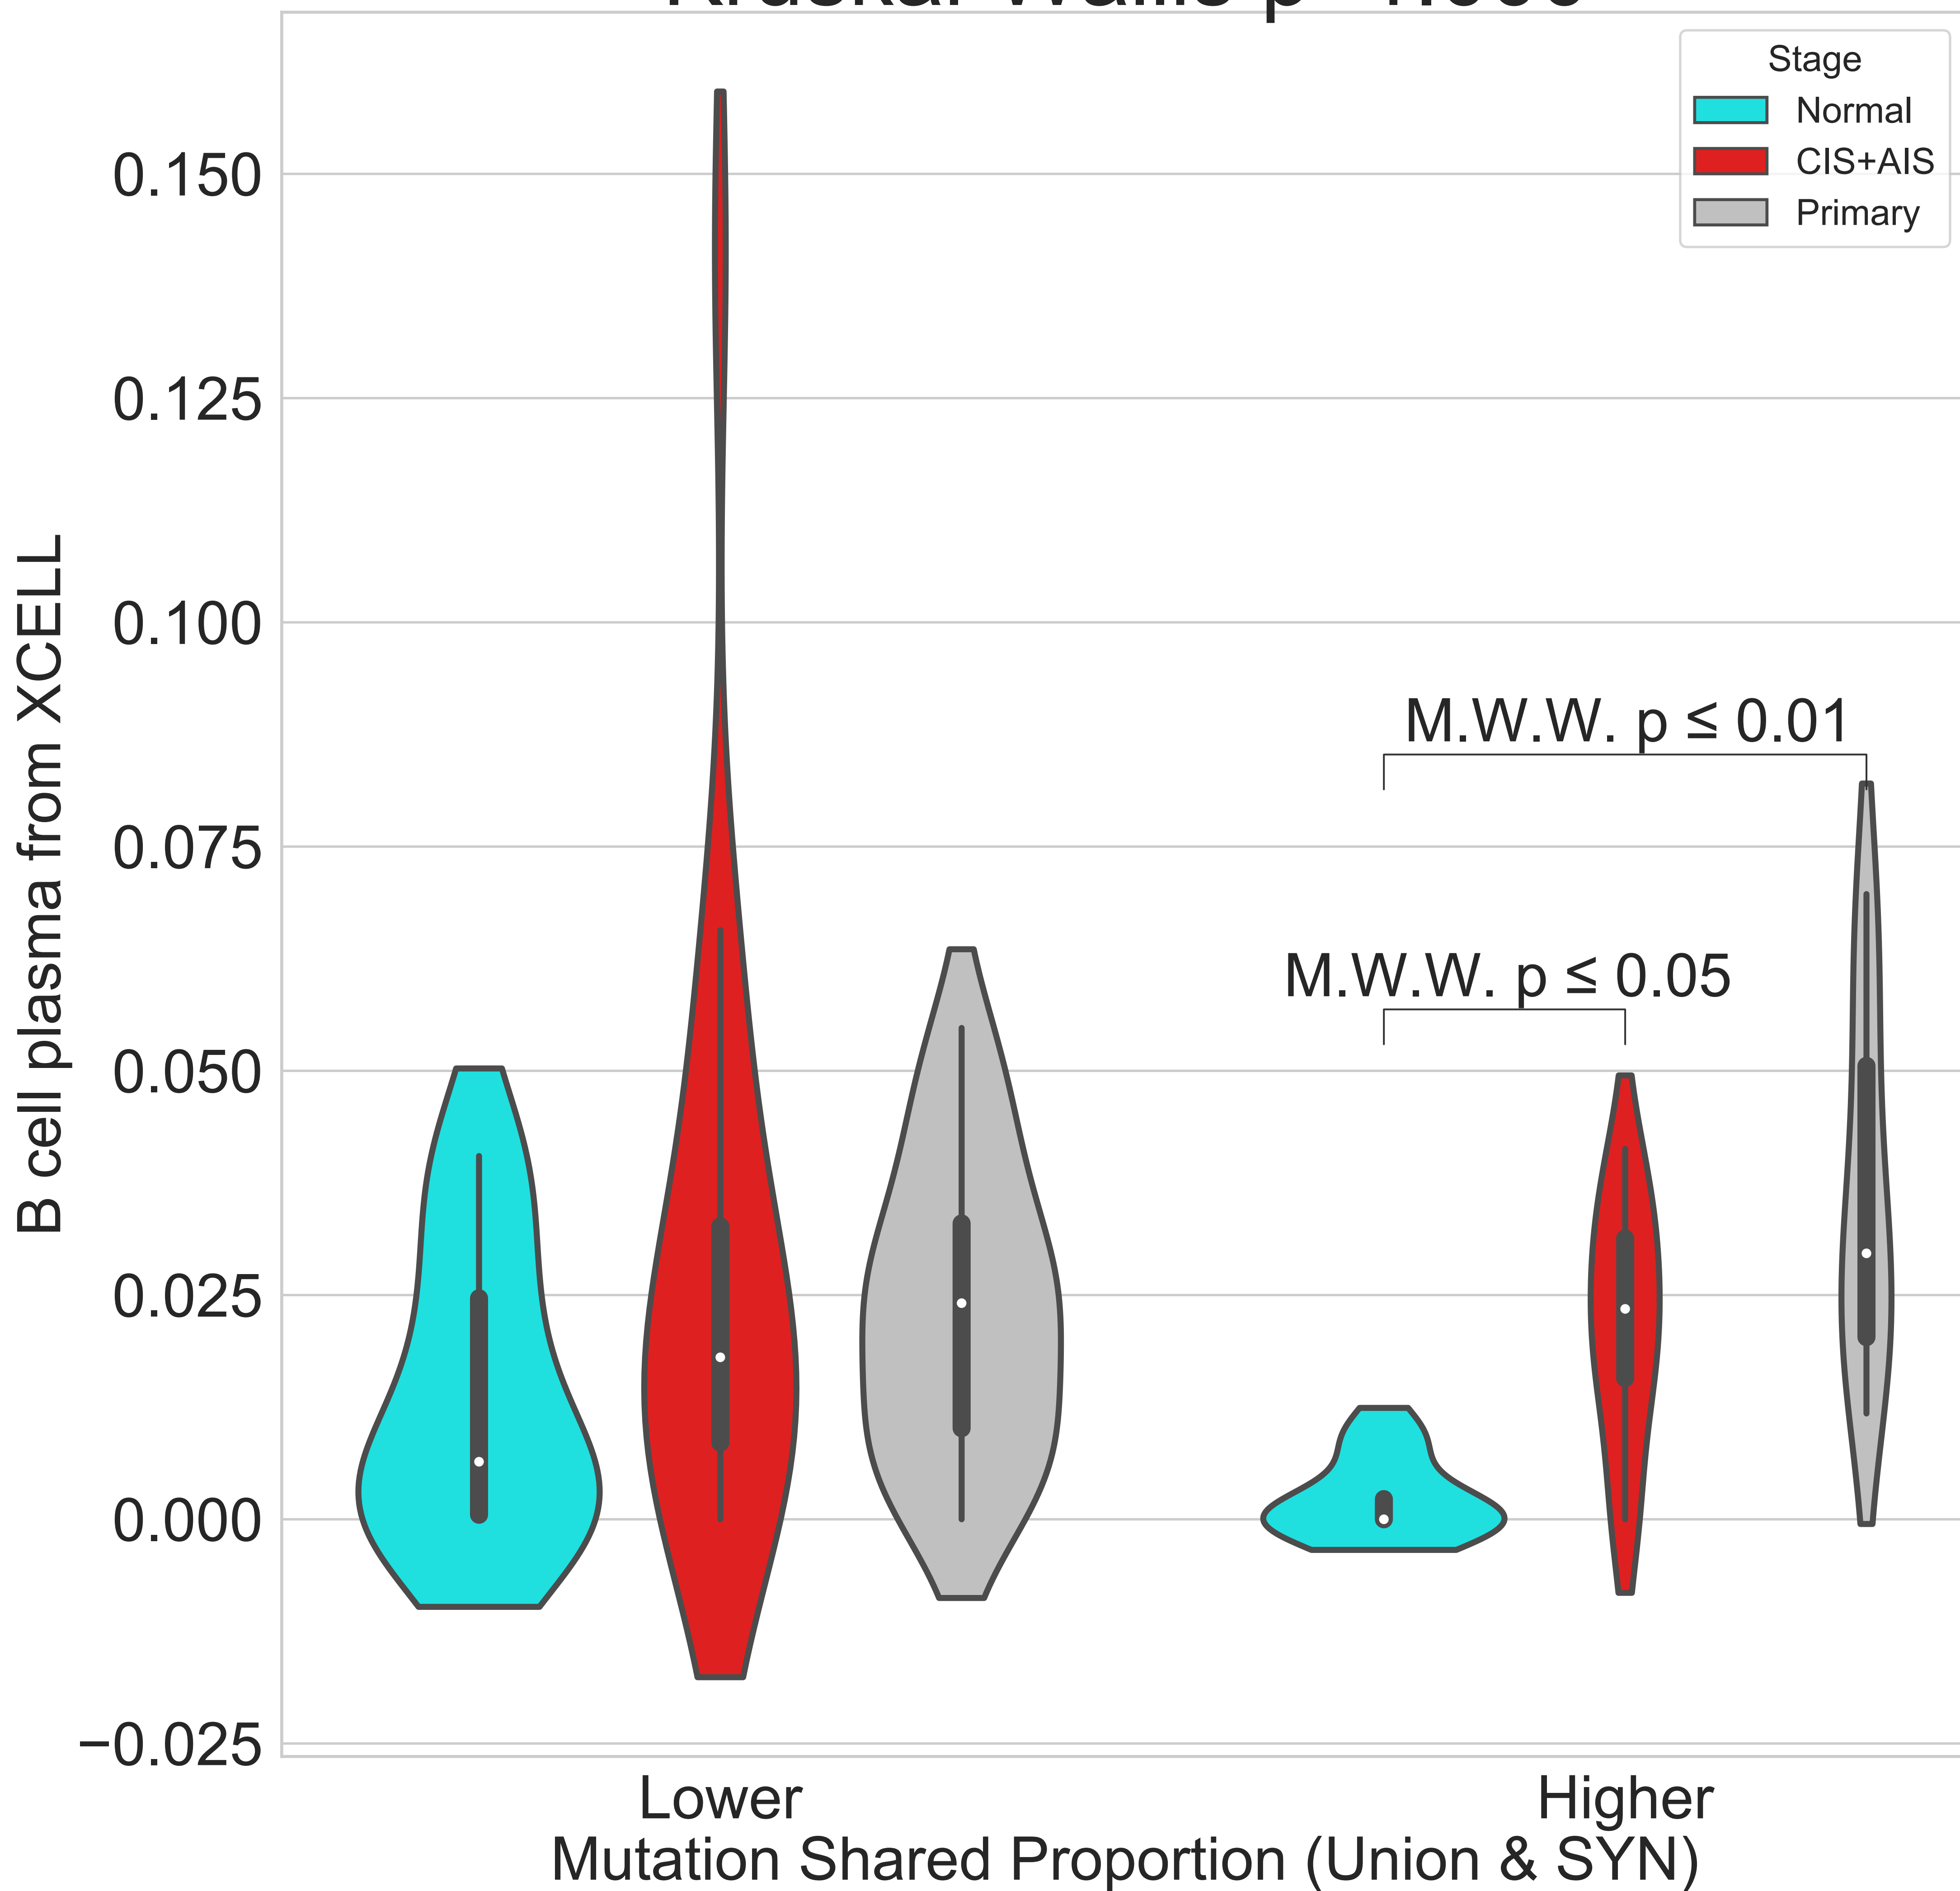 Stage
Normal
CIS+AIS
Primary
0.150
0.125
0.100
0.075
0.050
0.025
0.000
−0.025
B cell plasma from XCELL
M.W.W. p ≤ 0.01
M.W.W. p ≤ 0.05
Lower
Higher
Mutation Shared Proportion (Union & SYN)